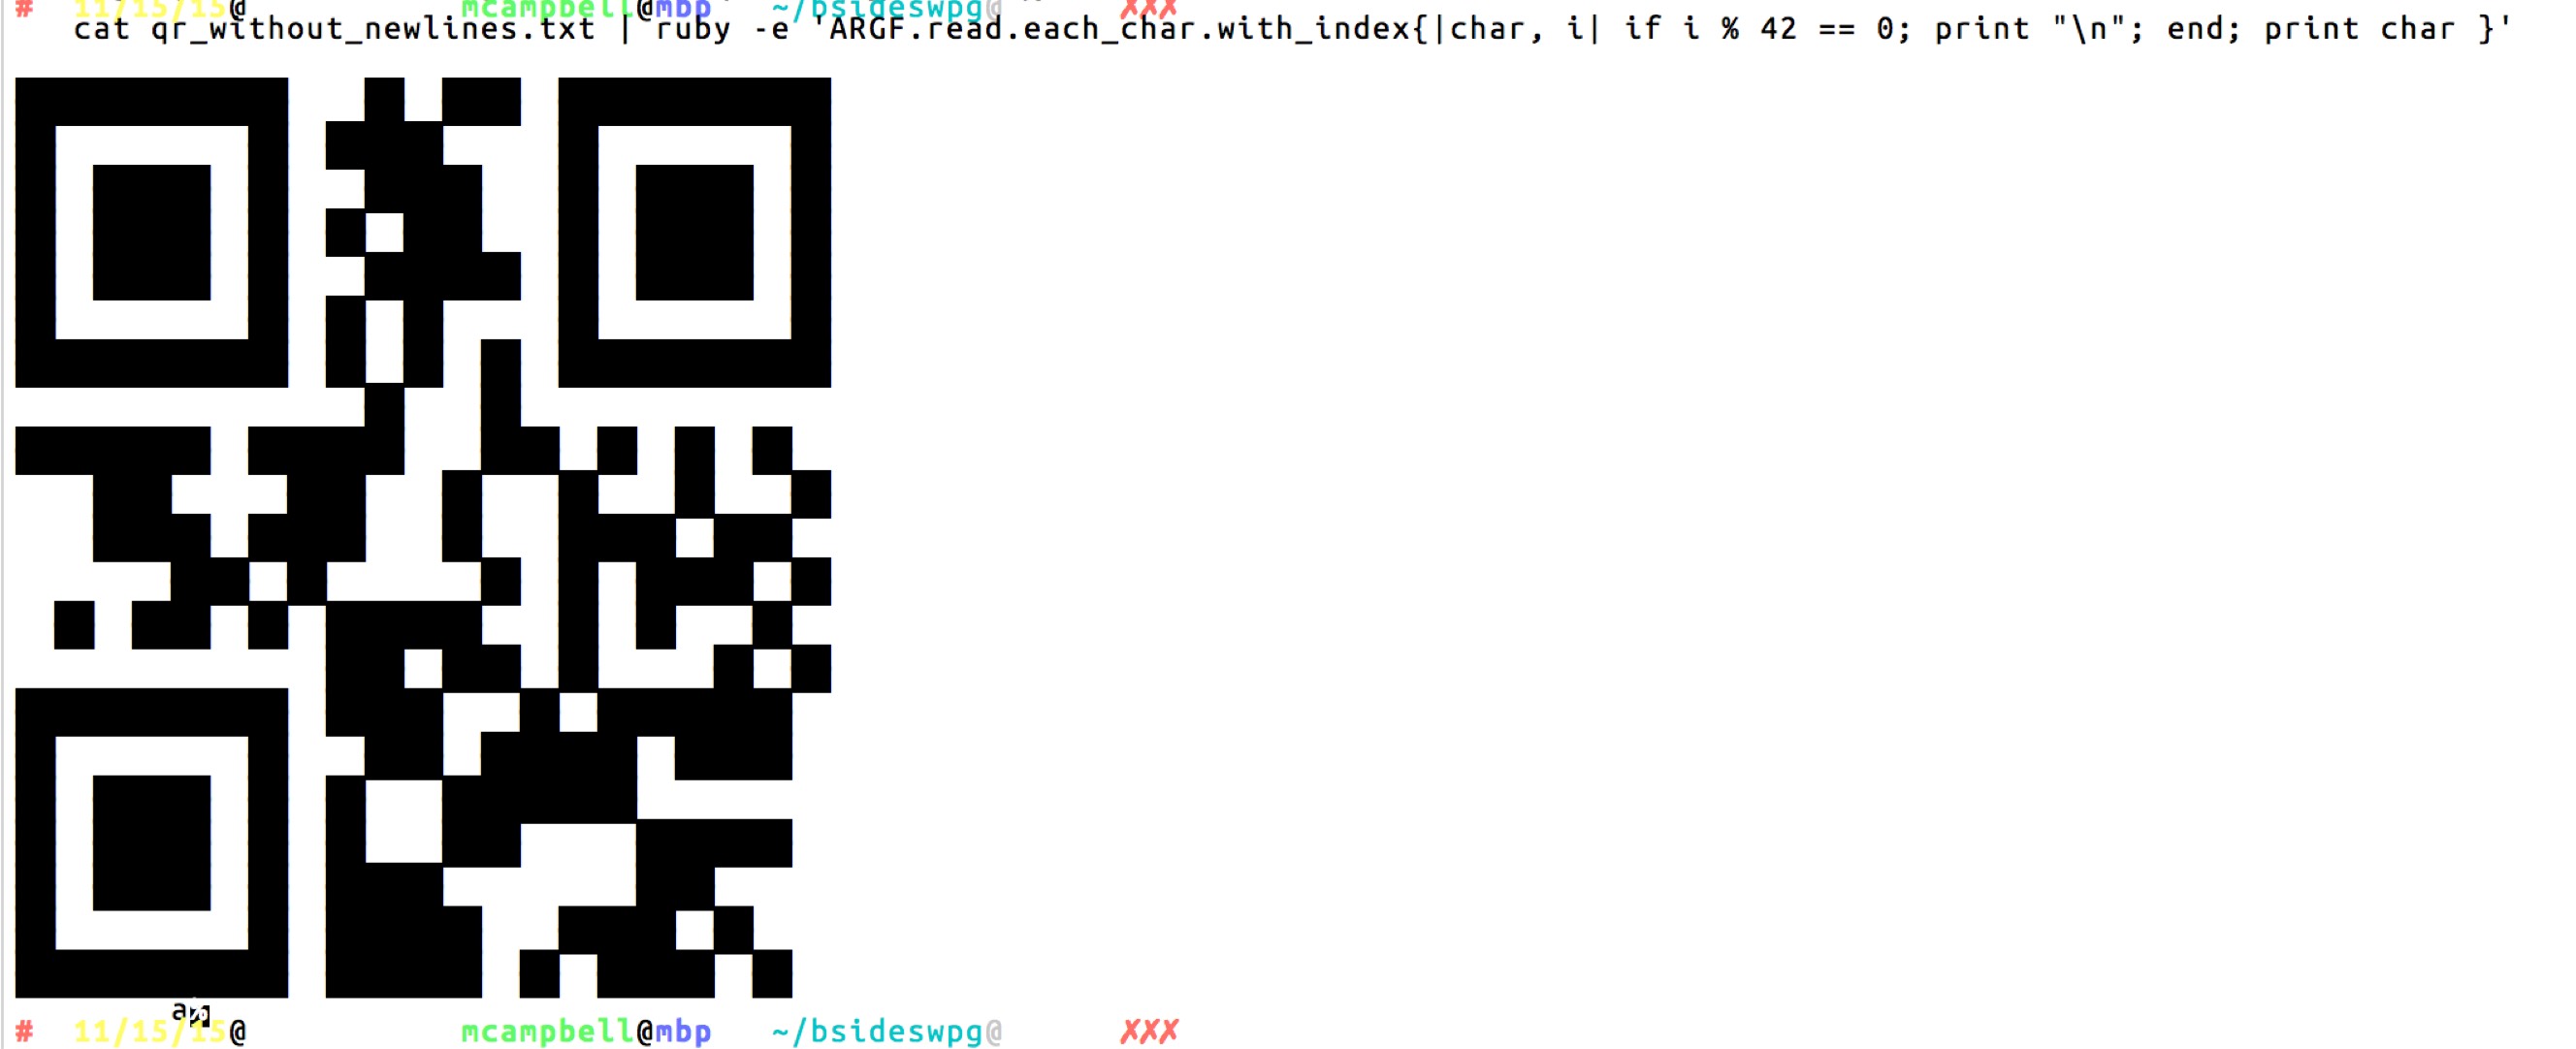 # 11/15/15@ mcampbell@mbp ~/bsideswpg@ ✗✗✗
cat qr_without_newlines.txt | ruby -e 'ARGF.read.each_char.with_index{|char, i| if i % 42 == 0; print "\n"; end; print char }'
a%
# 11/15/15@ mcampbell@mbp ~/bsideswpg@ ✗✗✗